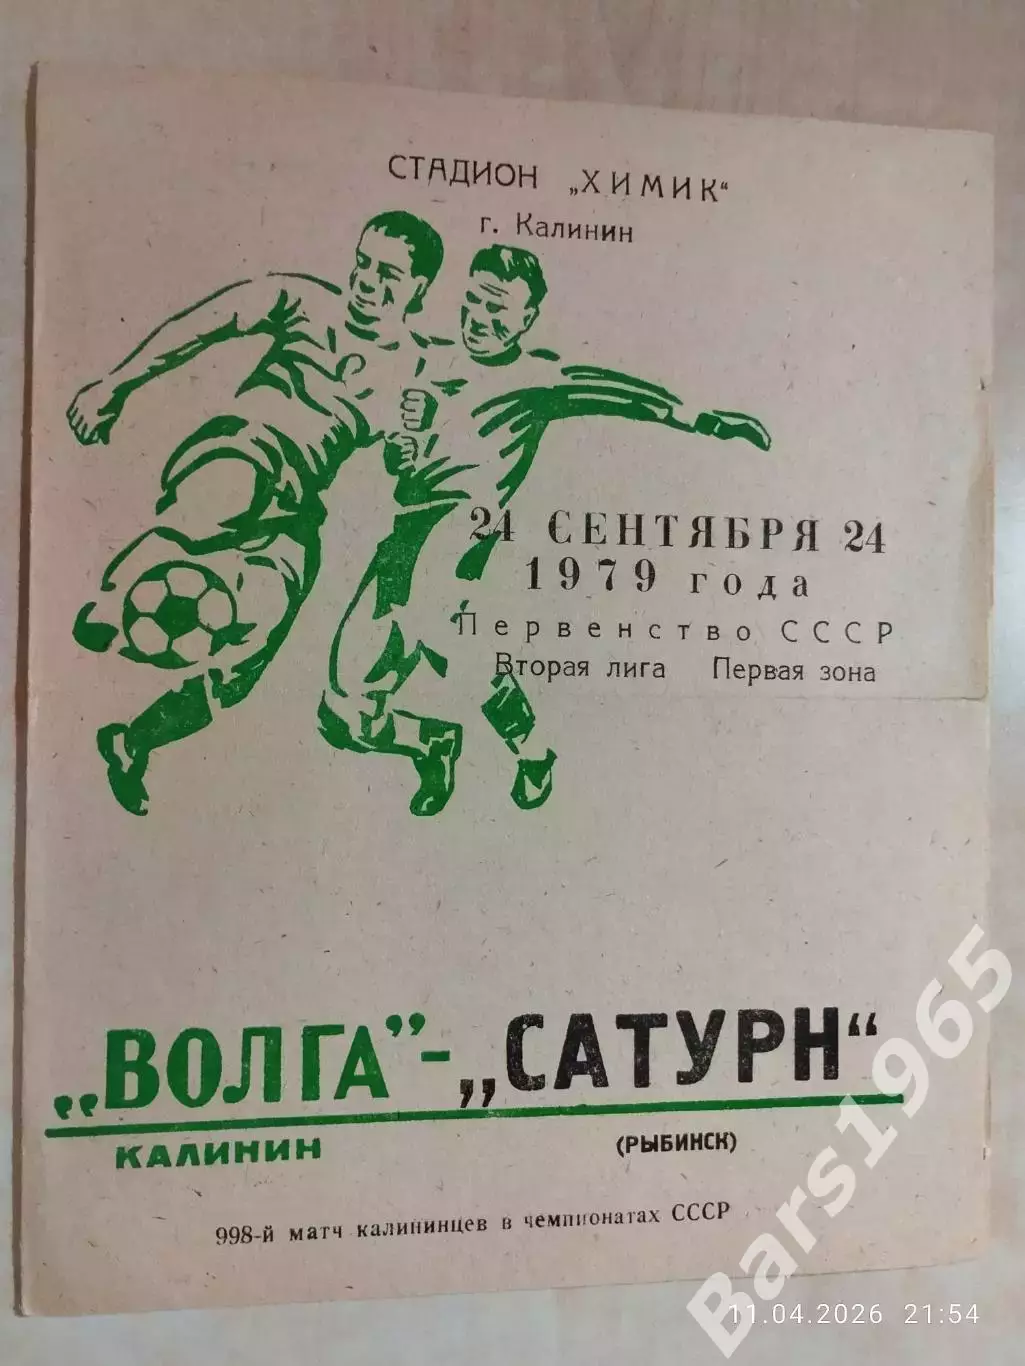 СТАДИОН „ХИМИК“
г. Калинин
24 СЕНТЯБРЯ 24
1979 года
Первенство СССР
Вторая лига Первая зона
„ВОЛГА”- „САТУРН“
КАЛИНИН (РЫБИНСК)
998-й матч калининцев в чемпионатах СССР
Bars1965
11.04.2026 21:54